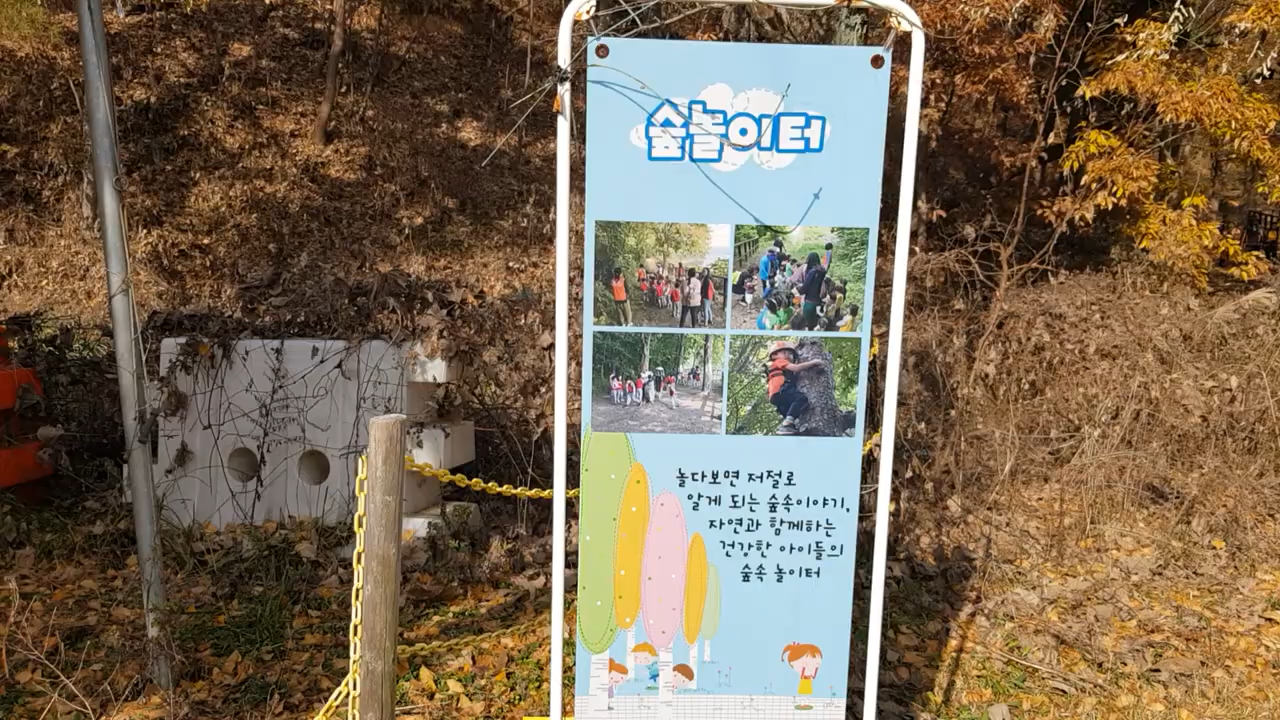 숲놀이터
놀다보면 저절로
알게 되는 숲속이야기,
자연과 함께하는
건강한 아이들의
숲속 놀이터